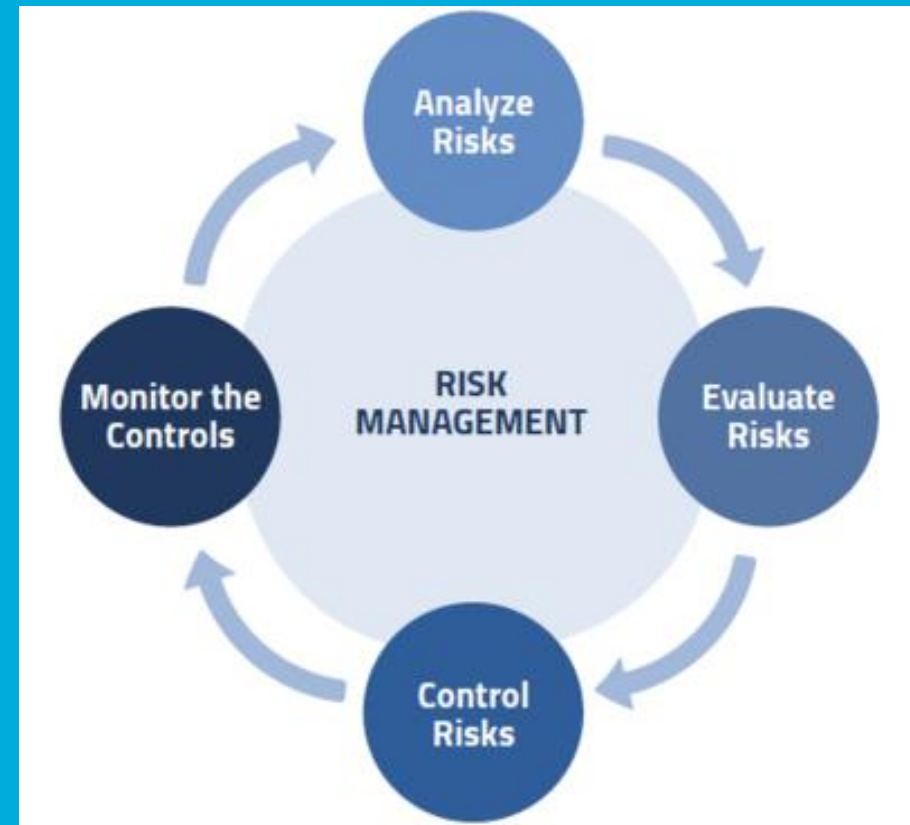 Analyze
Risks
Evaluate
Risks
Control
Risks
Monitor the
Controls
RISK
MANAGEMENT